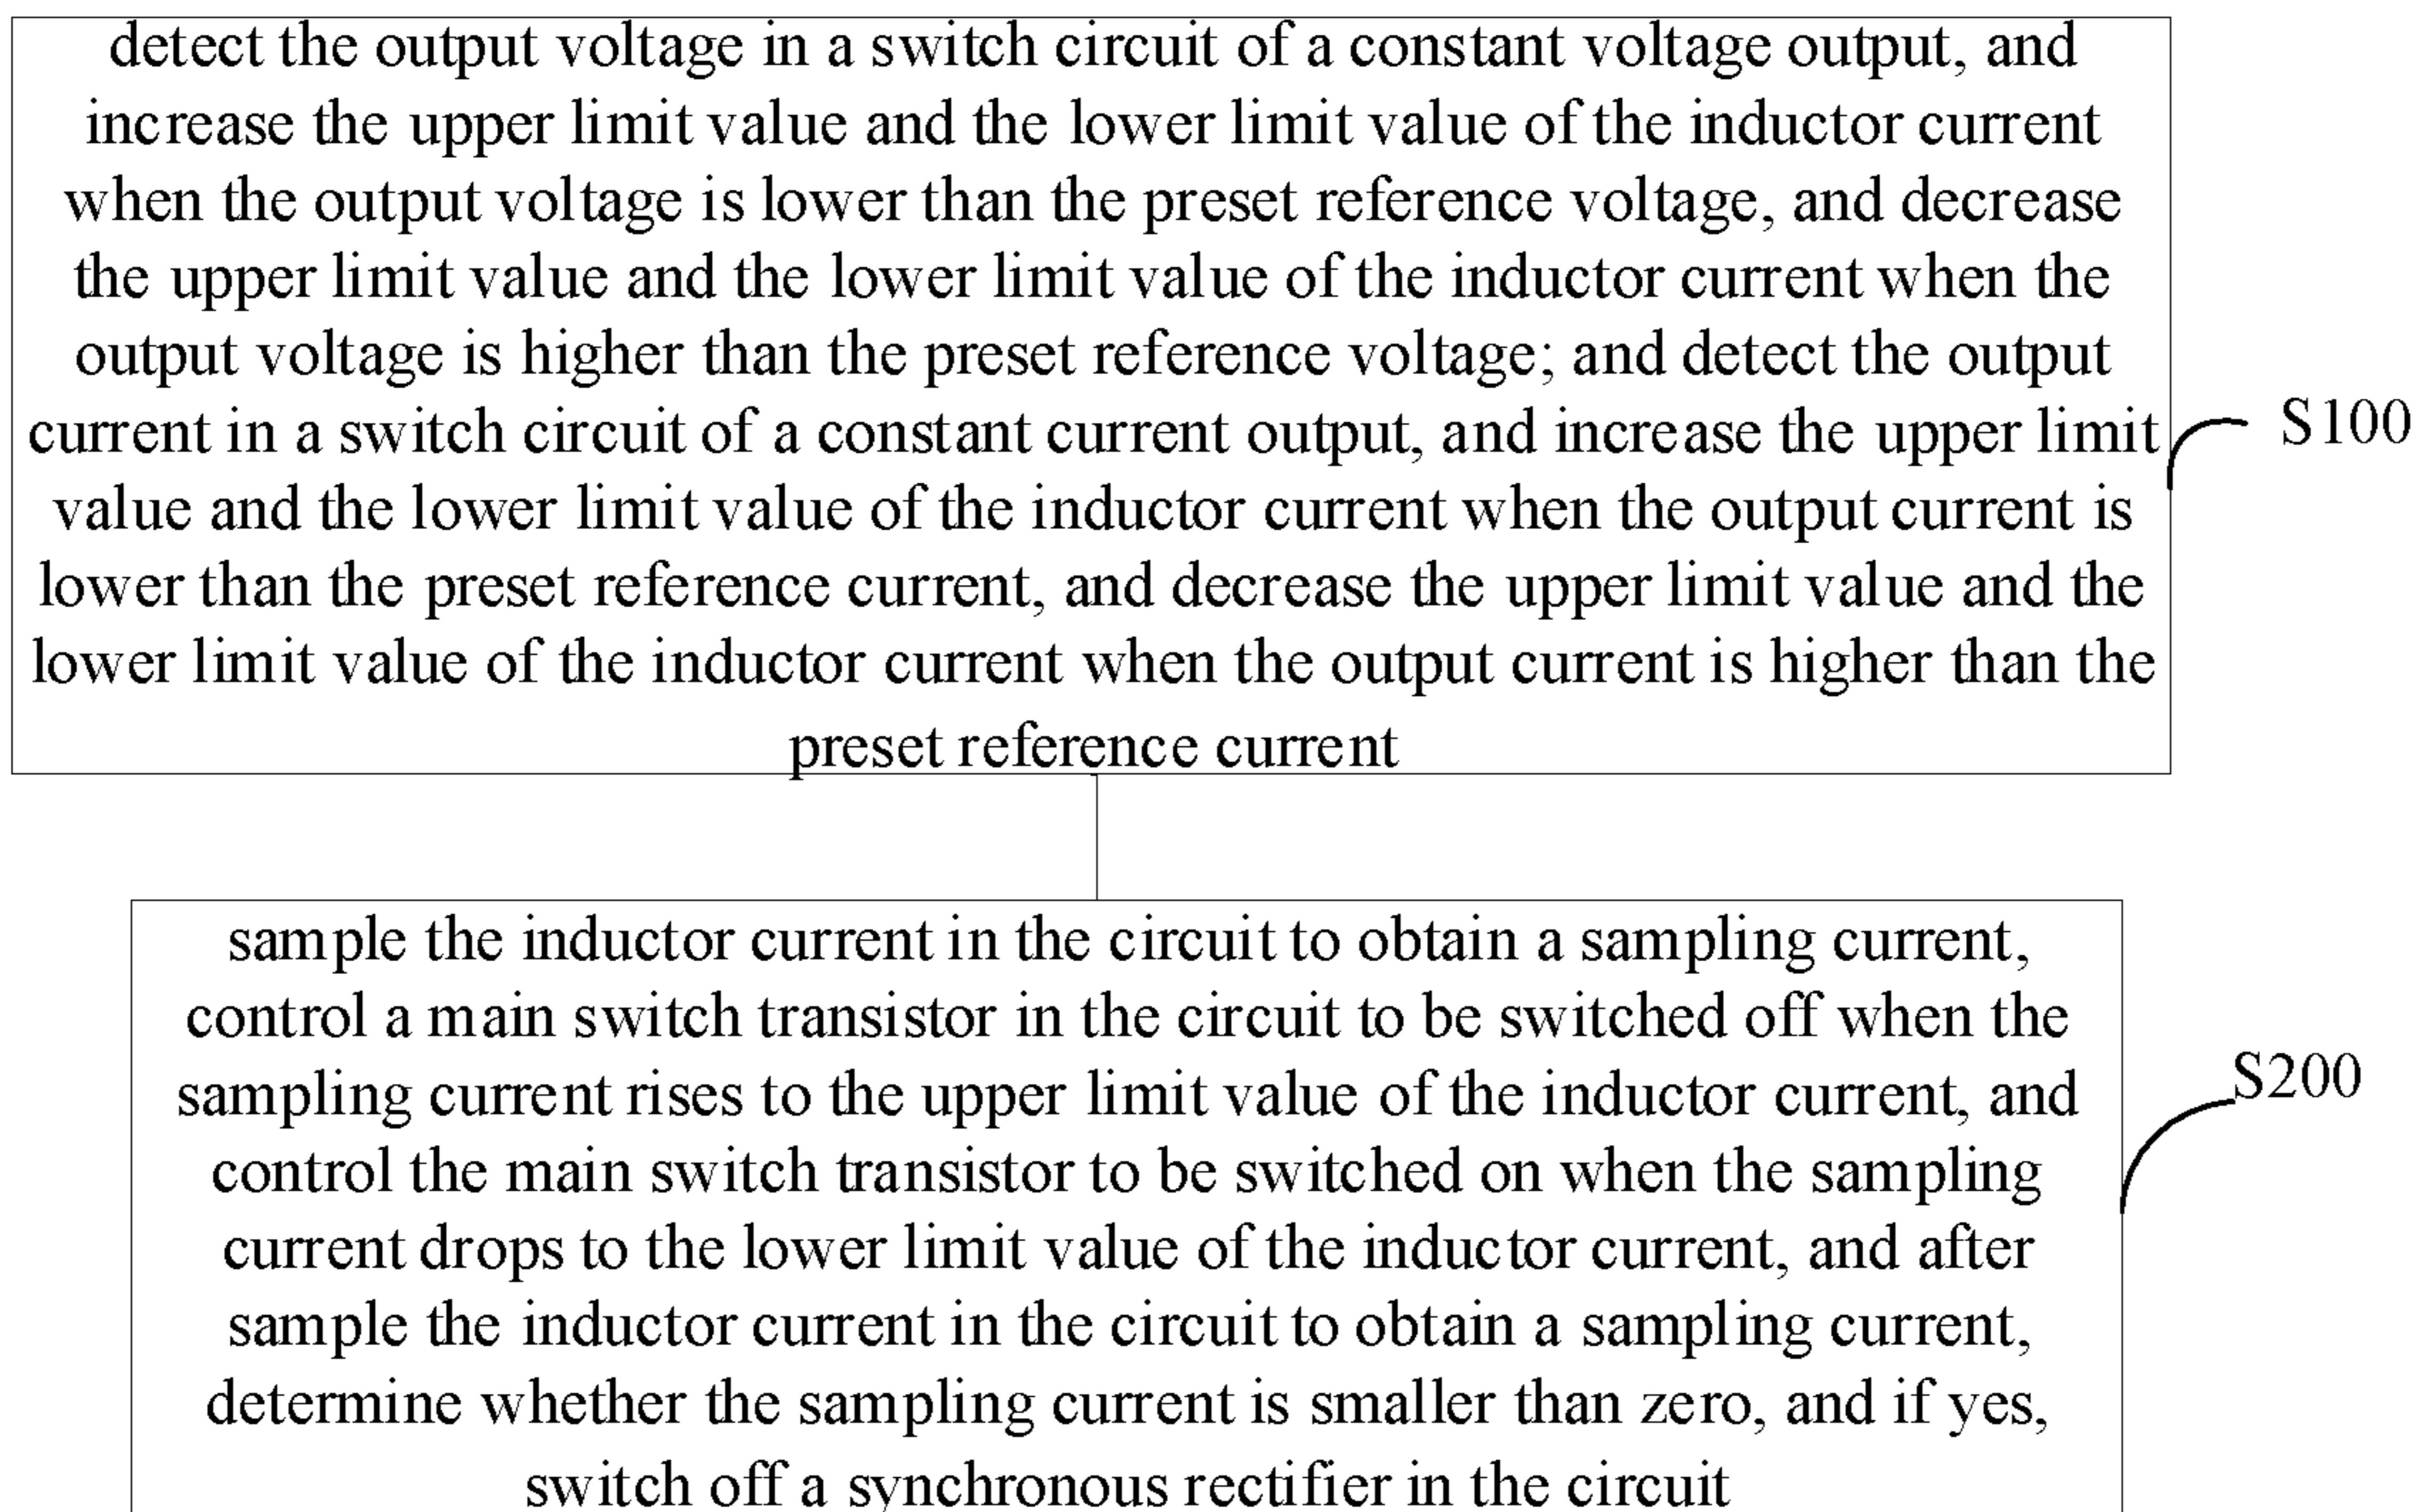 detect the output voltage in a switch circuit of a constant voltage output, and
increase the upper limit value and the lower limit value of the inductor current
when the output voltage is lower than the preset reference voltage, and decrease
the upper limit value and the lower limit value of the inductor current when the
output voltage is higher than the preset reference voltage; and detect the output
current in a switch circuit of a constant current output, and increase the upper limit
value and the lower limit value of the inductor current when the output current is
lower than the preset reference current, and decrease the upper limit value and the
lower limit value of the inductor current when the output current is higher than the
preset reference current
S100
sample the inductor current in the circuit to obtain a sampling current,
control a main switch transistor in the circuit to be switched off when the
sampling current rises to the upper limit value of the inductor current, and
control the main switch transistor to be switched on when the sampling
current drops to the lower limit value of the inductor current, and after
sample the inductor current in the circuit to obtain a sampling current,
determine whether the sampling current is smaller than zero, and if yes,
switch off a synchronous rectifier in the circuit
S200